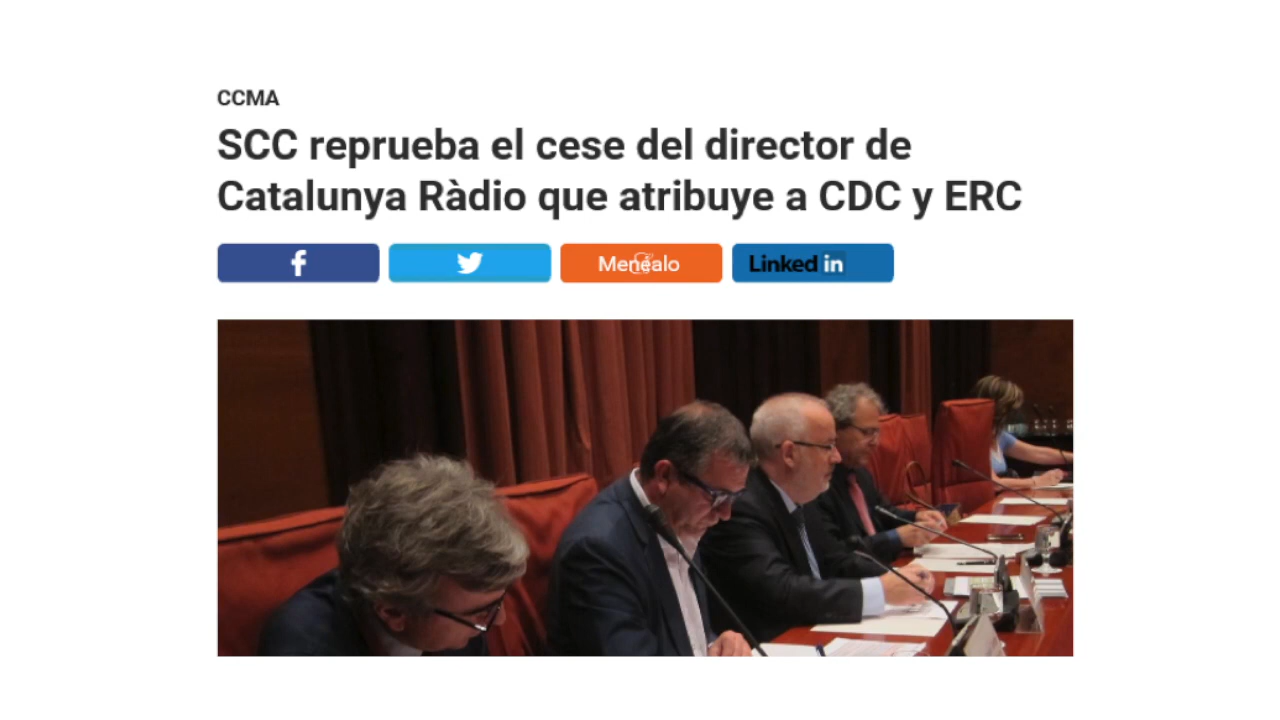 CCMA
SCC reprueba el cese del director de
Catalunya Ràdio que atribuye a CDC y ERC
f
Menéalo
Linked in